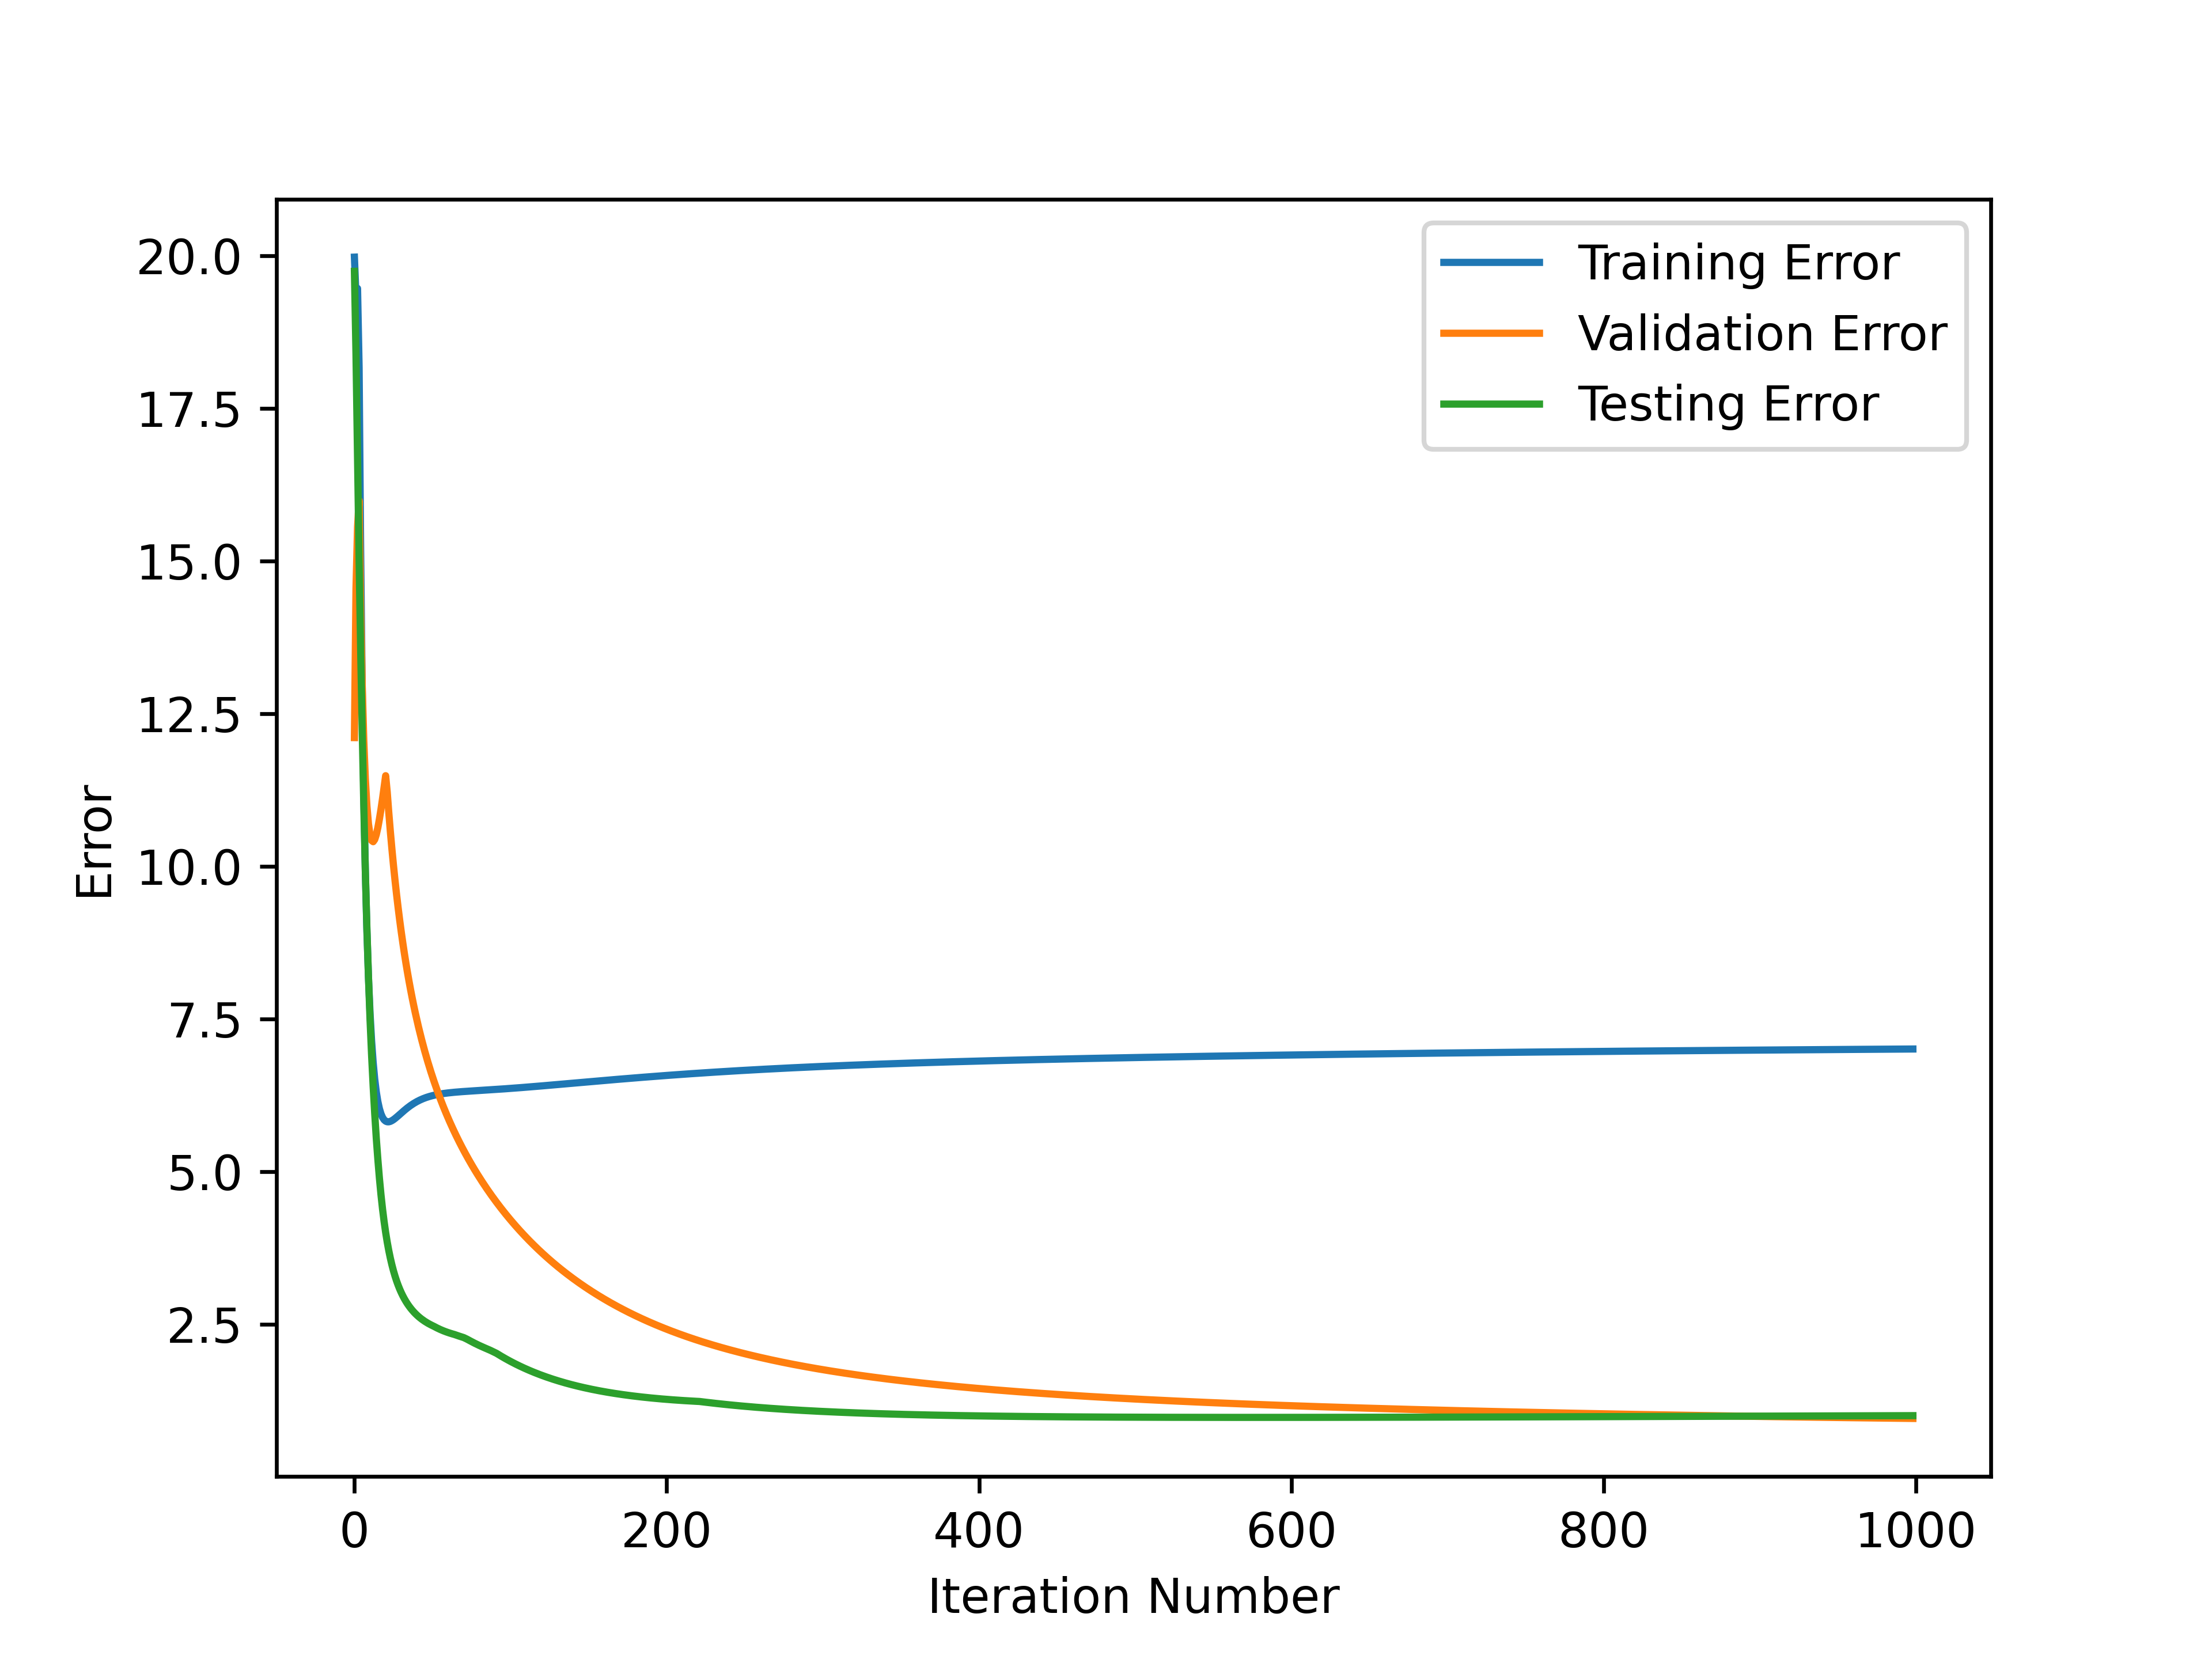 Training Error
Validation Error
Testing Error
20.0
17.5
15.0
12.5
10.0
7.5
5.0
2.5
Error
0 200 400 600 800 1000
Iteration Number